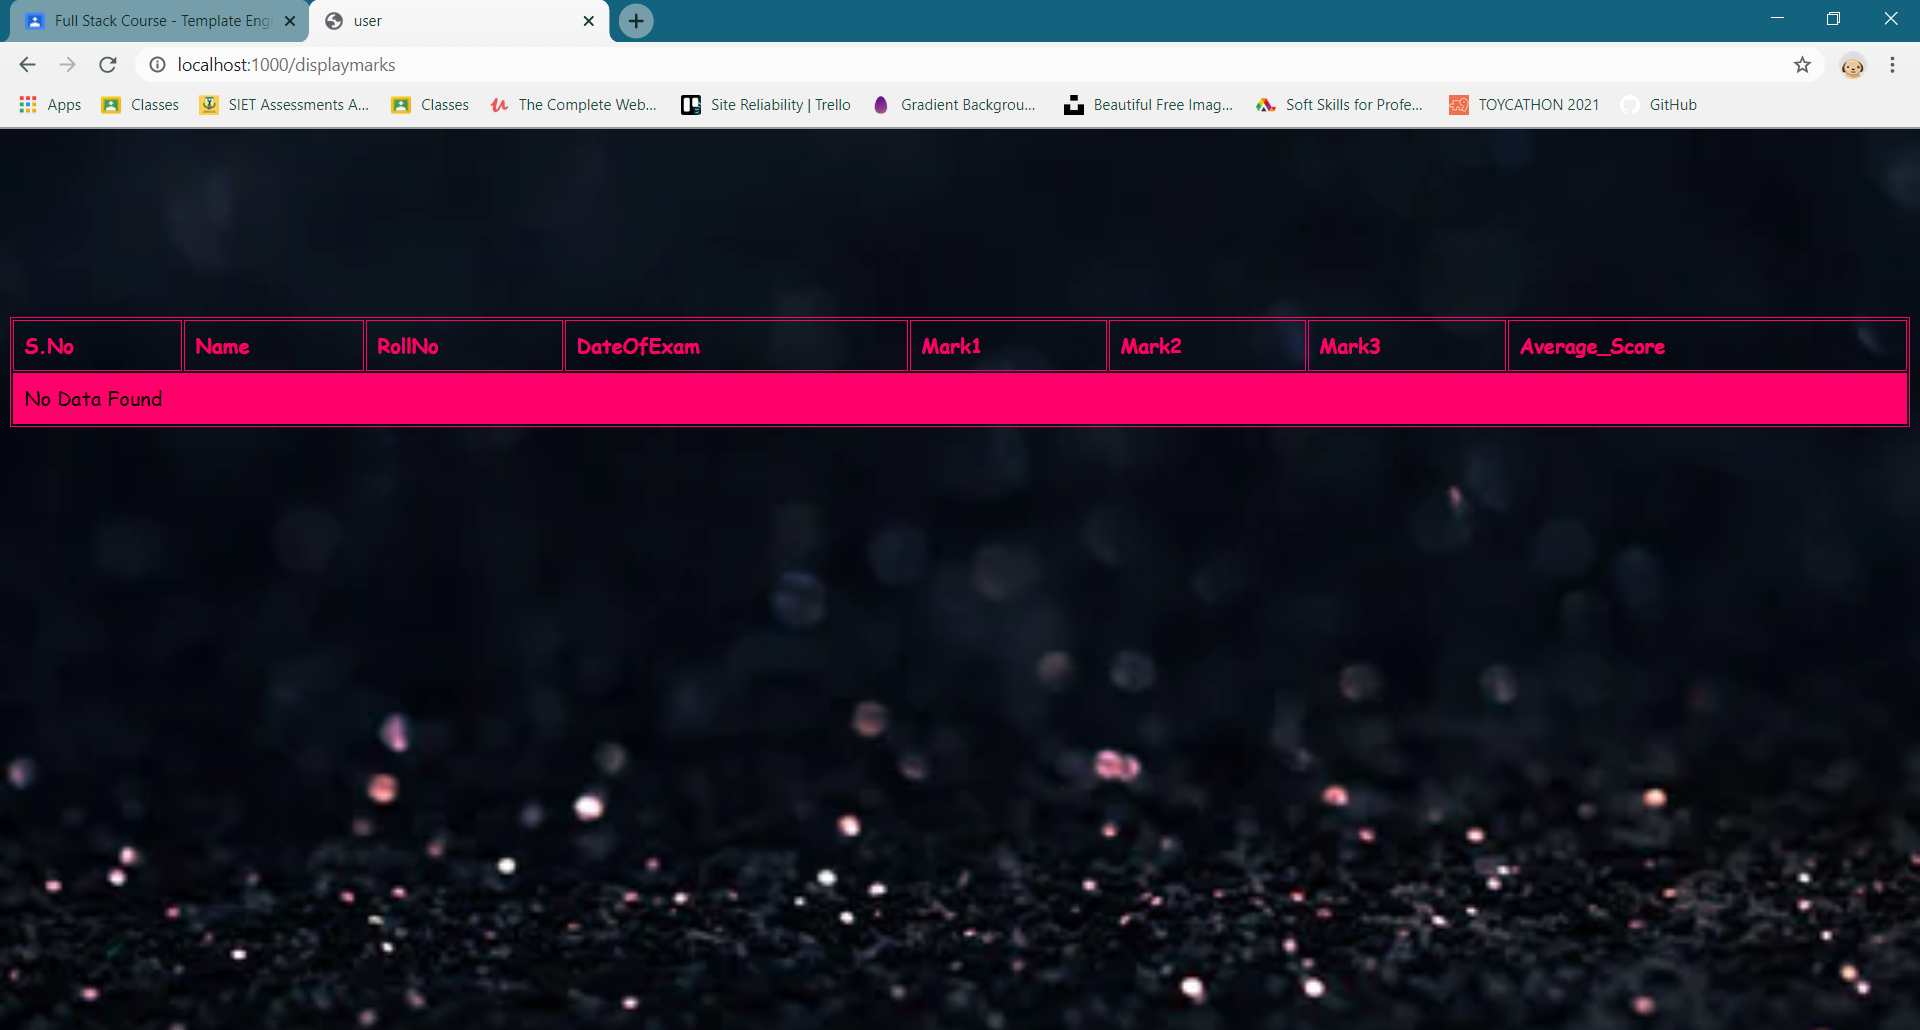 Full Stack Course - Template Eng
user
localhost:1000/displaymarks
Apps
Classes
SIET Assessments A...
Classes
The Complete Web...
Site Reliability | Trello
Gradient Backgrou...
Beautiful Free Imag...
Soft Skills for Profe...
TOYCATHON 2021
GitHub
S.No Name RollNo DateOfExam Mark1 Mark2 Mark3 Average_Score
No Data Found